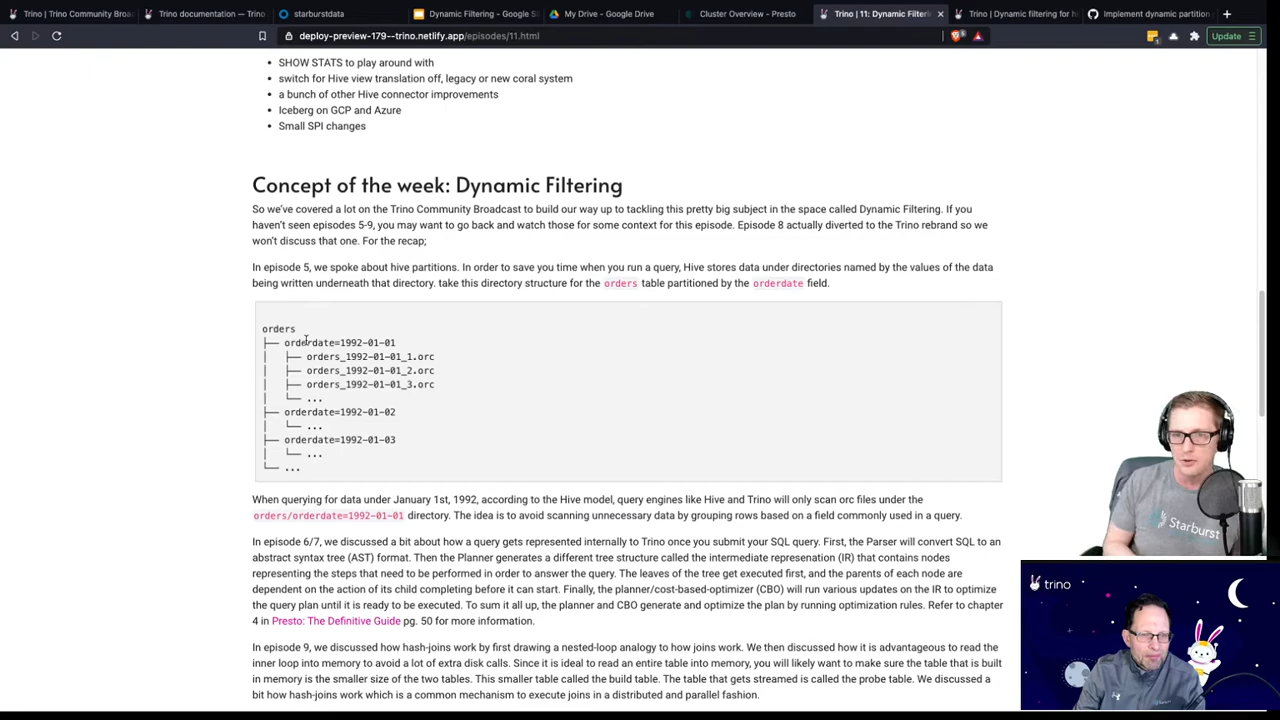 Trino | Trino Community Broad
Trino documentation — Trino
starburstdata
Dynamic Filtering - Google S
My Drive - Google Drive
Cluster Overview - Presto
Trino | 11: Dynamic Filterin
Trino | Dynamic filtering for h
Implement dynamic partition
deploy-preview-179--trino.netlify.app/episodes/11.html
Update
• SHOW STATS to play around with
• switch for Hive view translation off, legacy or new coral system
• a bunch of other Hive connector improvements
• Iceberg on GCP and Azure
• Small SPI changes
Concept of the week: Dynamic Filtering
So we've covered a lot on the Trino Community Broadcast to build our way up to tackling this pretty big subject in the space called Dynamic Filtering. If you
haven't seen episodes 5-9, you may want to go back and watch those for some context for this episode. Episode 8 actually diverted to the Trino rebrand so we
won't discuss that one. For the recap;
In episode 5, we spoke about hive partitions. In order to save you time when you run a query, Hive stores data under directories named by the values of the data
being written underneath that directory. take this directory structure for the orders table partitioned by the orderdate field.
orders
├── orderdate=1992-01-01
│   ├── orders_1992-01-01_1.orc
│   ├── orders_1992-01-01_2.orc
│   ├── orders_1992-01-01_3.orc
│   └── ...
├── orderdate=1992-01-02
│   └── ...
├── orderdate=1992-01-03
│   └── ...
└── ...
When querying for data under January 1st, 1992, according to the Hive model, query engines like Hive and Trino will only scan orc files under the
orders/orderdate=1992-01-01 directory. The idea is to avoid scanning unnecessary data by grouping rows based on a field commonly used in a query.
In episode 6/7, we discussed a bit about how a query gets represented internally to Trino once you submit your SQL query. First, the Parser will convert SQL to an
abstract syntax tree (AST) format. Then the Planner generates a different tree structure called the intermediate represenation (IR) that contains nodes
representing the steps that need to be performed in order to answer the query. The leaves of the tree get executed first, and the parents of each node are
dependent on the action of its child completing before it can start. Finally, the planner/cost-based-optimizer (CBO) will run various updates on the IR to optimize
the query plan until it is ready to be executed. To sum it all up, the planner and CBO generate and optimize the plan by running optimization rules. Refer to chapter
4 in Presto: The Definitive Guide pg. 50 for more information.
In episode 9, we discussed how hash-joins work by first drawing a nested-loop analogy to how joins work. We then discussed how it is advantageous to read the
inner loop into memory to avoid a lot of extra disk calls. Since it is ideal to read an entire table into memory, you will likely want to make sure the table that is built
in memory is the smaller size of the two tables. This smaller table called the build table. The table that gets streamed is called the probe table. We discussed a
bit how hash-joins work which is a common mechanism to execute joins in a distributed and parallel fashion.
Starburst
trino